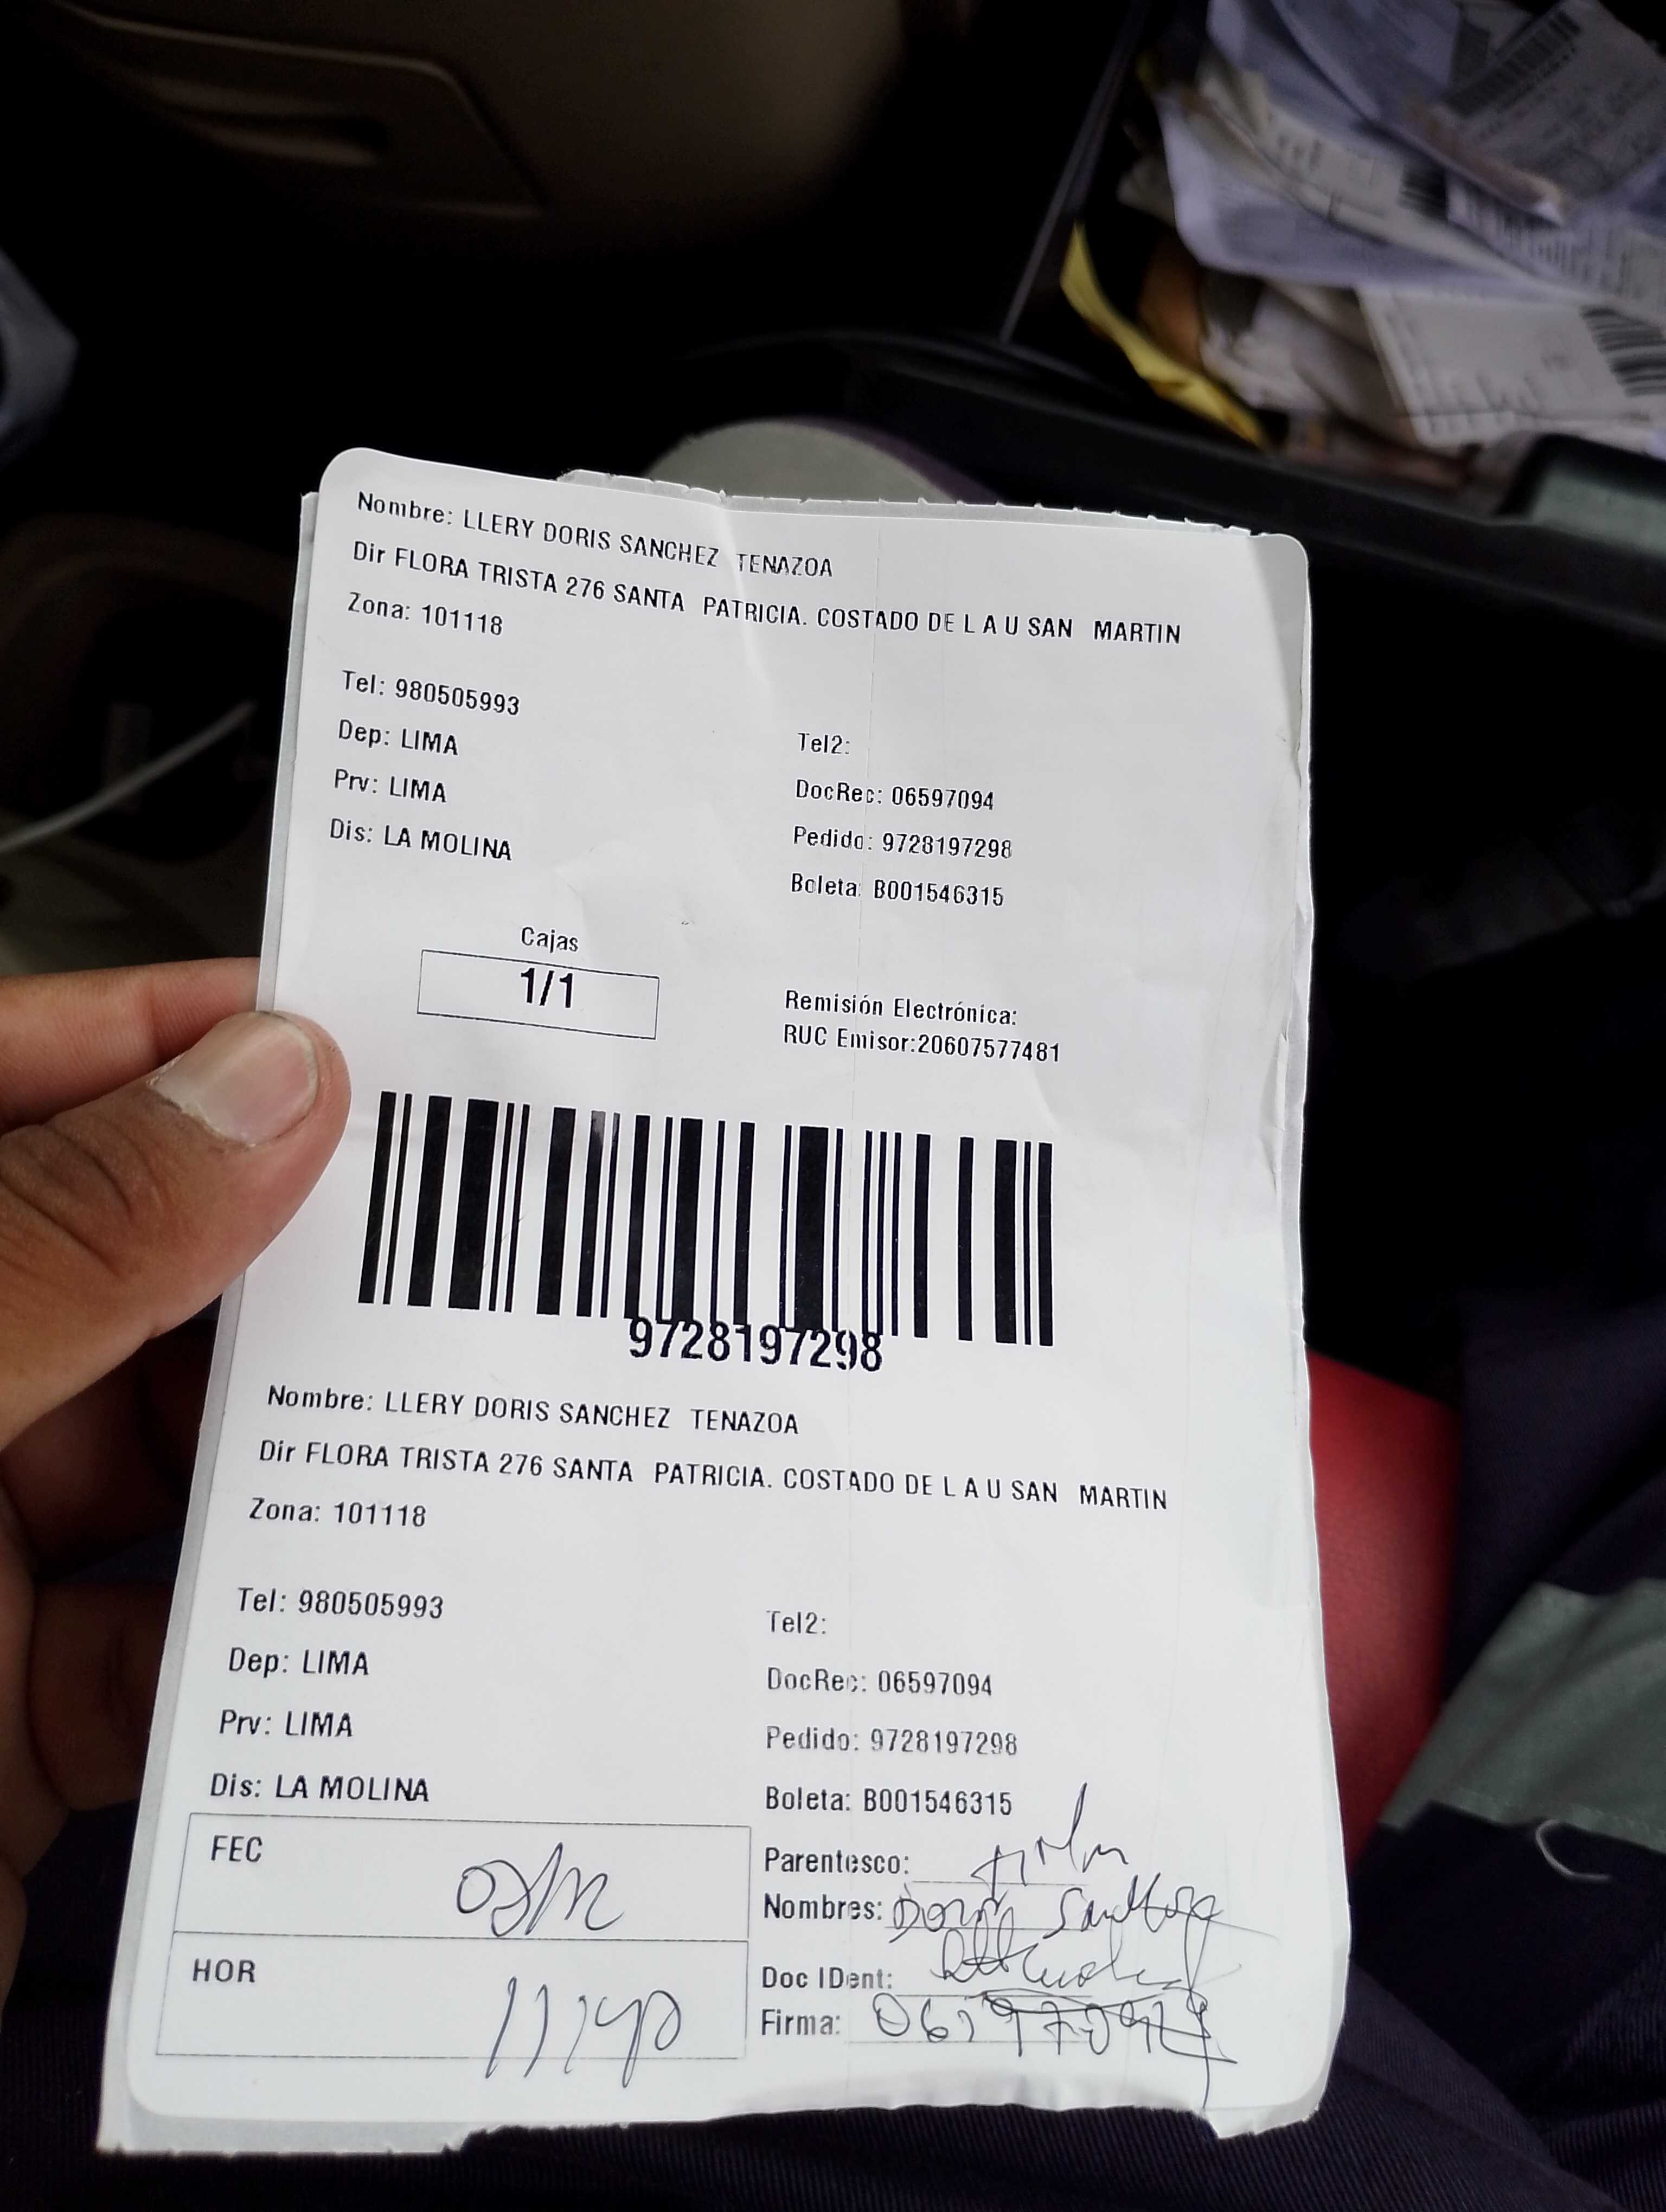 Nombre: LLERY DORIS SANCHEZ TENAZOA
Dir FLORA TRISTA 276 SANTA PATRICIA. COSTADO DE L A U SAN MARTIN
Zona: 101118
Tel: 980505993
Tel2:
Dep: LIMA
DocRec: 06597094
Prv: LIMA
Pedido: 9728197298
Dis: LA MOLINA
Boleta: B001546315
Cajas
1/1
Remisión Electrónica:
RUC Emisor:20607577481
9728197298
Nombre: LLERY DORIS SANCHEZ TENAZOA
Dir FLORA TRISTA 276 SANTA PATRICIA. COSTADO DE L A U SAN MARTIN
Zona: 101118
Tel: 980505993
Tel2:
Dep: LIMA
DocRec: 06597094
Prv: LIMA
Pedido: 9728197298
Dis: LA MOLINA
Boleta: B001546315
FEC
Parentesco:
Nombres:
HOR
Doc IDent:
Firma: 06597094